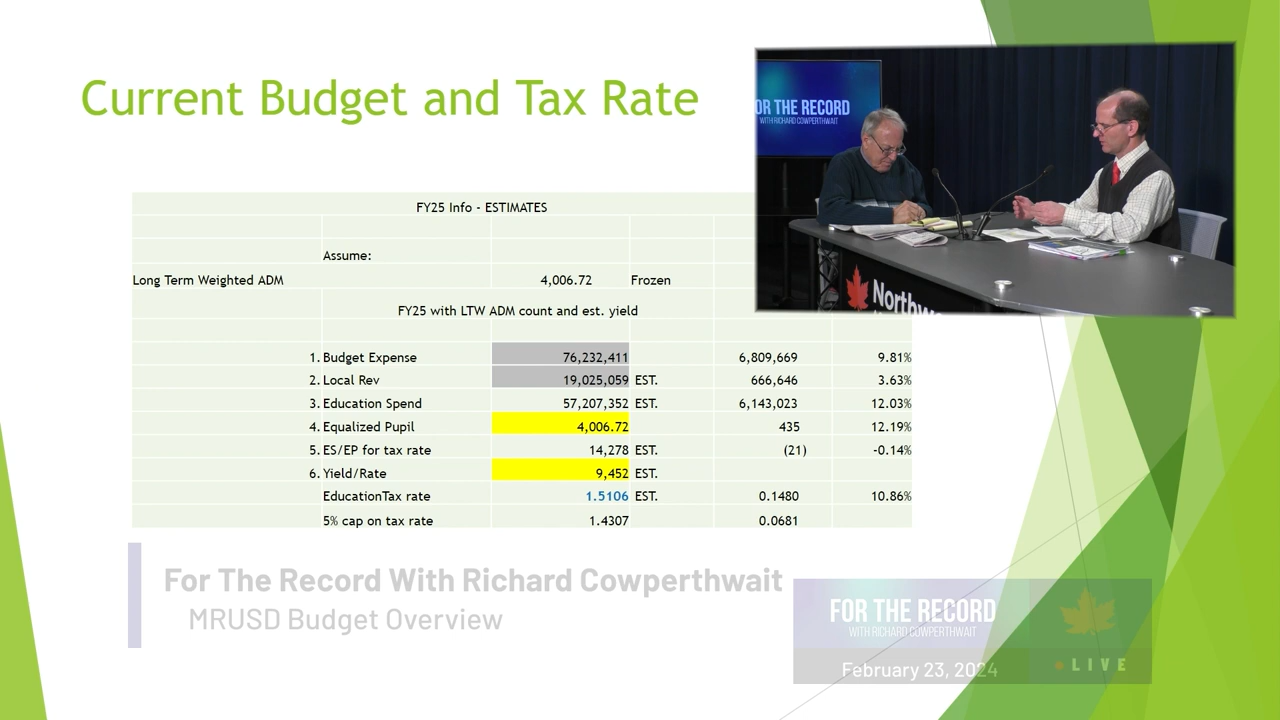 Current Budget and Tax Rate
OR THE RECORD
WITH RICHARD COWPERTHWAIT
Northw
FY25 Info - ESTIMATES
Assume:
Long Term Weighted ADM 4,006.72 Frozen
FY25 with LTW ADM count and est. yield
1. Budget Expense 76,232,411 6,809,669 9.81%
2. Local Rev 19,025,059 EST. 666,646 3.63%
3. Education Spend 57,207,352 EST. 6,143,023 12.03%
4. Equalized Pupil 4,006.72 435 12.19%
5. ES/EP for tax rate 14,278 EST. (21) -0.14%
6. Yield/Rate 9,452 EST.
EducationTax rate 1.5106 EST. 0.1480 10.86%
5% cap on tax rate 1.4307 0.0681
For The Record With Richard Cowperthwait
MRUSD Budget Overview
FOR THE RECORD
WITH RICHARD COWPERTHWAIT
February 23, 2024
LIVE